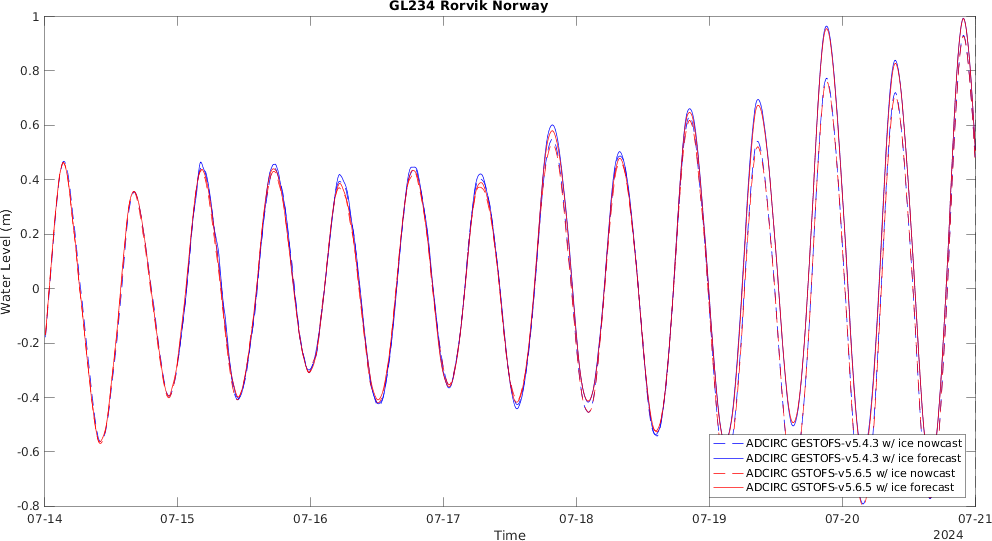 GL234 Rorvik Norway
1
0.8
0.6
0.4
0.2
0
-0.2
-0.4
-0.6
-0.8
Water Level (m)
ADCIRC GESTOFS-v5.4.3 w/ ice nowcast
ADCIRC GESTOFS-v5.4.3 w/ ice forecast
ADCIRC GSTOFS-v5.6.5 w/ ice nowcast
ADCIRC GSTOFS-v5.6.5 w/ ice forecast
07-14 07-15 07-16 07-17 07-18 07-19 07-20 07-21
Time
2024